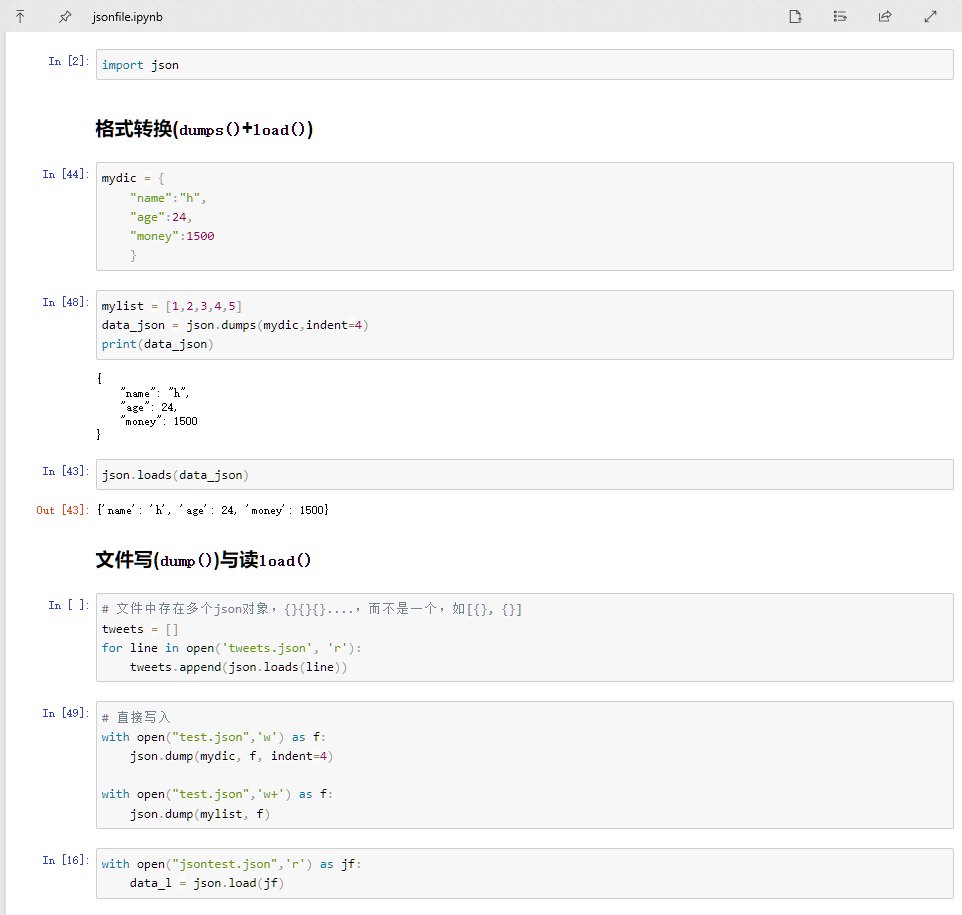 jsonfile.ipynb
In [2]:
import json
格式转换(dumps()+load())
In [44]:
mydic = {
"name":"h",
"age":24,
"money":1500
}
In [48]:
mylist = [1,2,3,4,5]
data_json = json.dumps(mydic,indent=4)
print(data_json)
{
"name": "h",
"age": 24,
"money": 1500
}
In [43]:
json.loads(data_json)
Out [43]:
{'name': 'h', 'age': 24, 'money': 1500}
文件写(dump())与读load()
In [ ]:
# 文件中存在多个json对象，{}{}{}....，而不是一个，如[{}, {}]
tweets = []
for line in open('tweets.json', 'r'):
tweets.append(json.loads(line))
In [49]:
# 直接写入
with open("test.json",'w') as f:
json.dump(mydic, f, indent=4)
with open("test.json",'w+') as f:
json.dump(mylist, f)
In [16]:
with open("jsontest.json",'r') as jf:
data_l = json.load(jf)